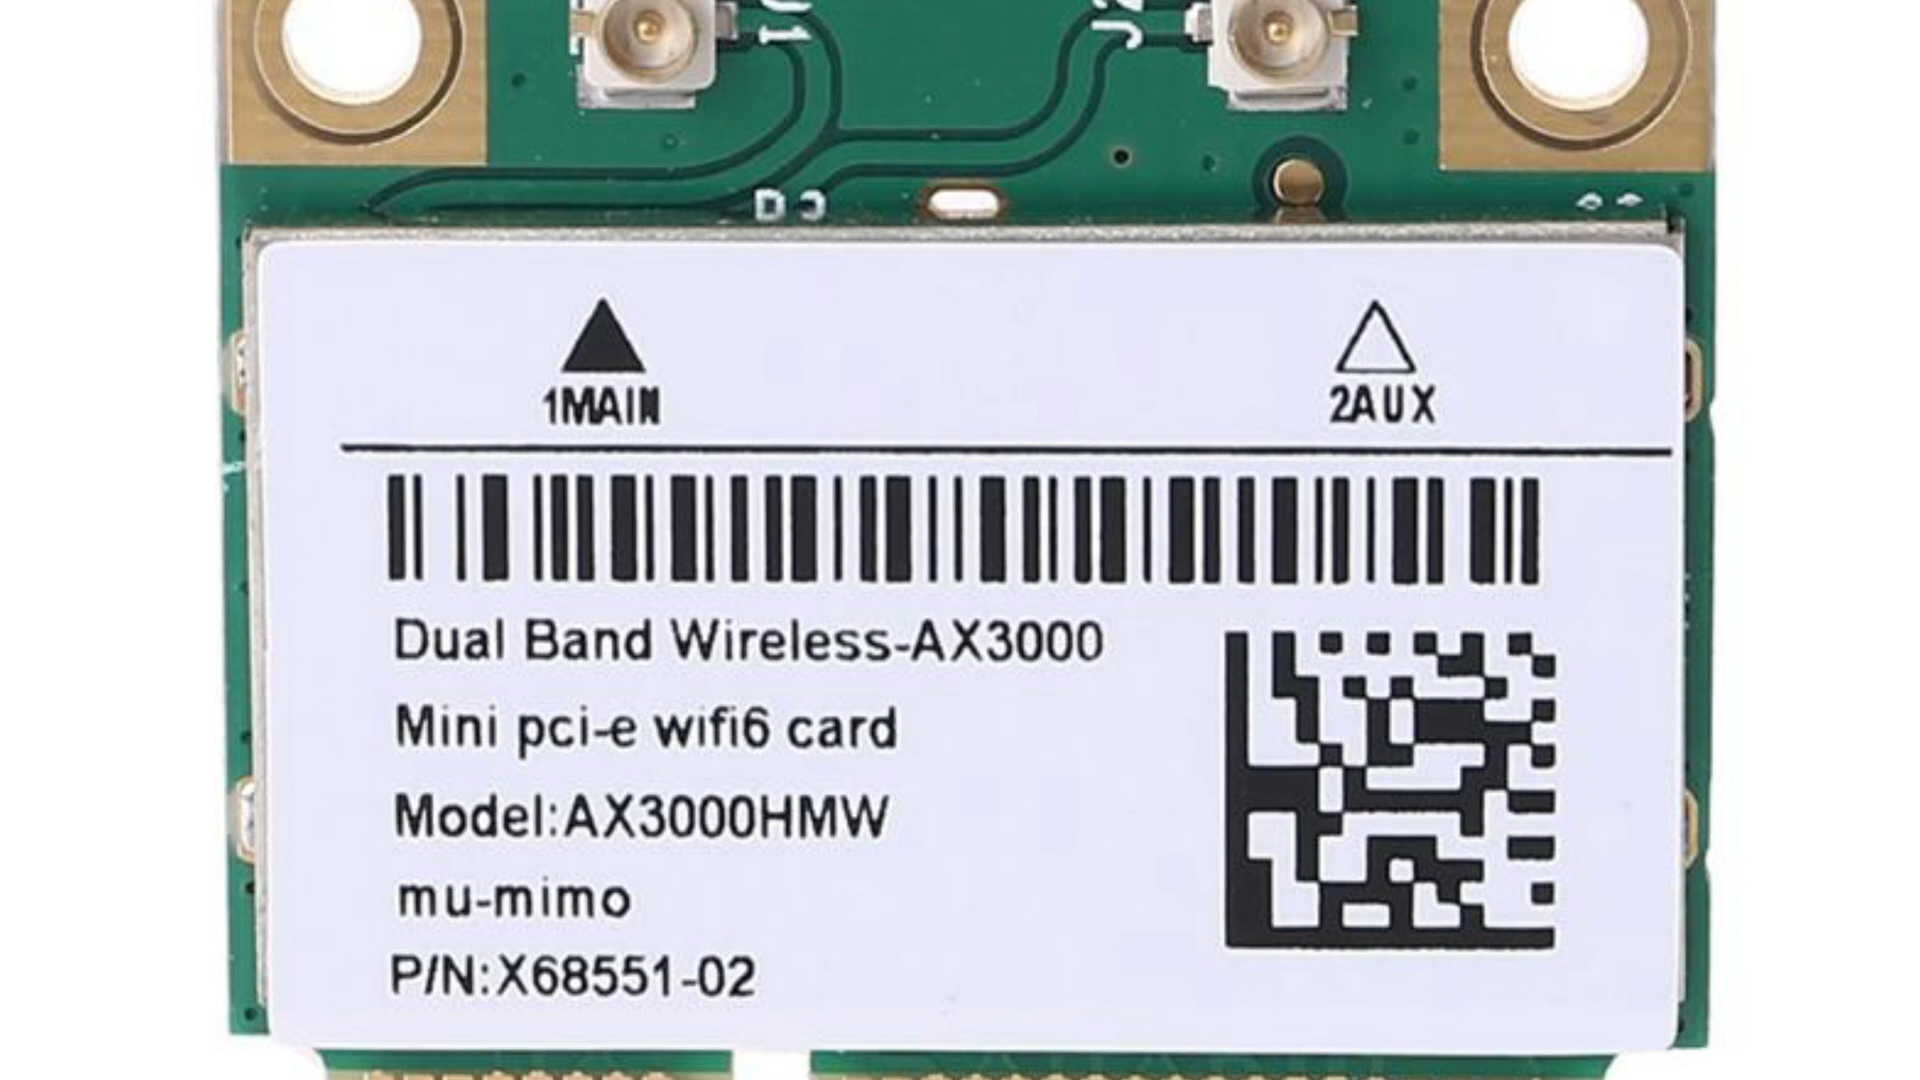 1MAIN 2AUX
Dual Band Wireless-AX3000
Mini pci-e wifi6 card
Model:AX3000HMW
mu-mimo
P/N:X68551-02